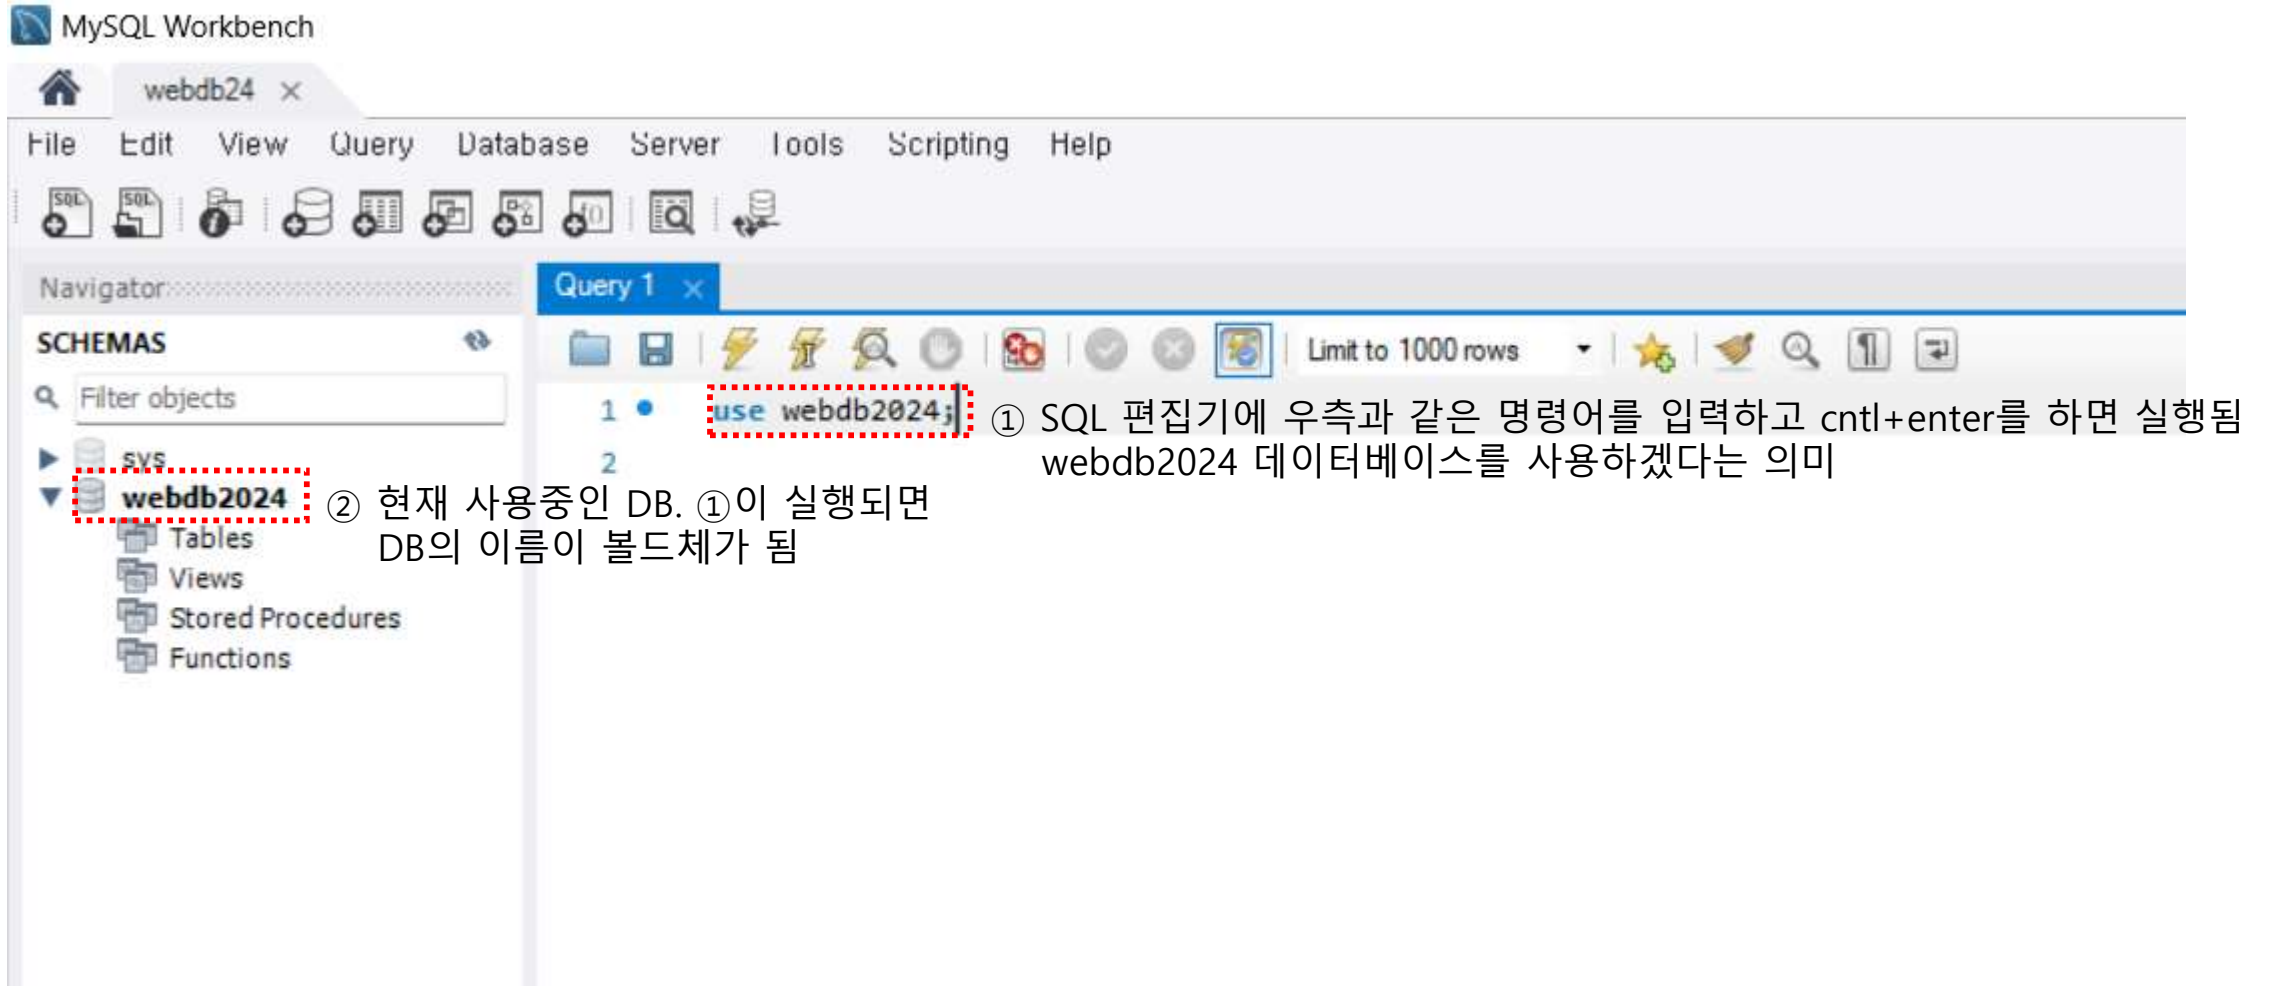 MySQL Workbench
webdb24 ×
File Edit View Query Database Server Tools Scripting Help
SQL SQL f()
Navigator Query 1 ×
SCHEMAS
Limit to 1000 rows
Filter objects
1 use webdb2024;
① SQL 편집기에 우측과 같은 명령어를 입력하고 cntl+enter를 하면 실행됨
webdb2024 데이터베이스를 사용하겠다는 의미
sys
2
webdb2024
② 현재 사용중인 DB. ①이 실행되면
DB의 이름이 볼드체가 됨
Tables
Views
Stored Procedures
Functions